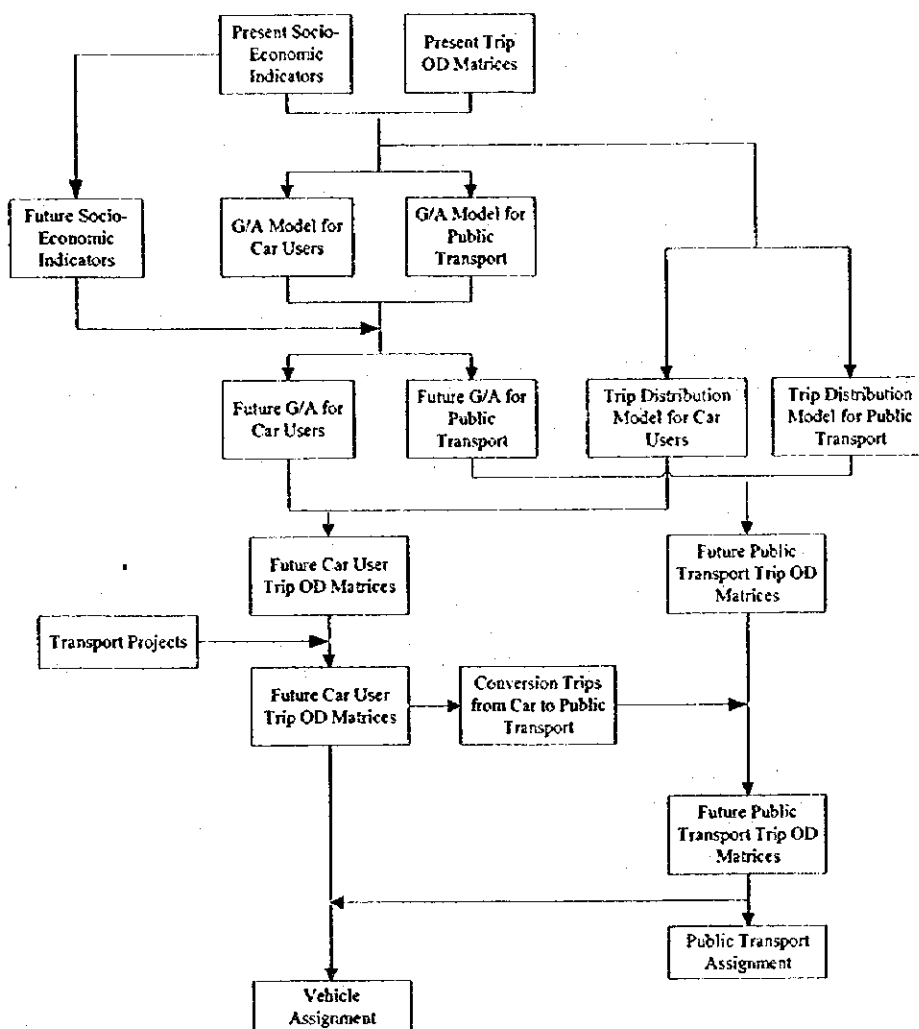 Present Socio-
Economic
Indicators
Present Trip
OD Matrices
Future Socio-
Economic
Indicators
G/A Model for
Car Users
G/A Model for
Public
Transport
Future G/A for
Car Users
Future G/A for
Public
Transport
Trip Distribution
Model for Car
Users
Trip Distribution
Model for Public
Transport
Future Car User
Trip OD Matrices
Future Public
Transport Trip OD
Matrices
Transport Projects
Future Car User
Trip OD Matrices
Conversion Trips
from Car to Public
Transport
Future Public
Transport Trip OD
Matrices
Public Transport
Assignment
Vehicle
Assignment